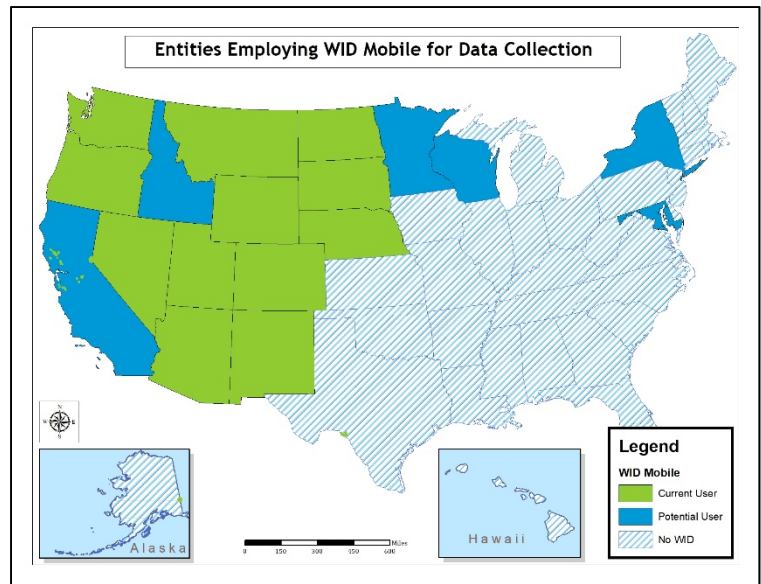 Entities Employing WID Mobile for Data Collection
N
W E
S
Alaska
Miles
0 150 300 450 600
Hawaii
Legend
WID Mobile
Current User
Potential User
No WID